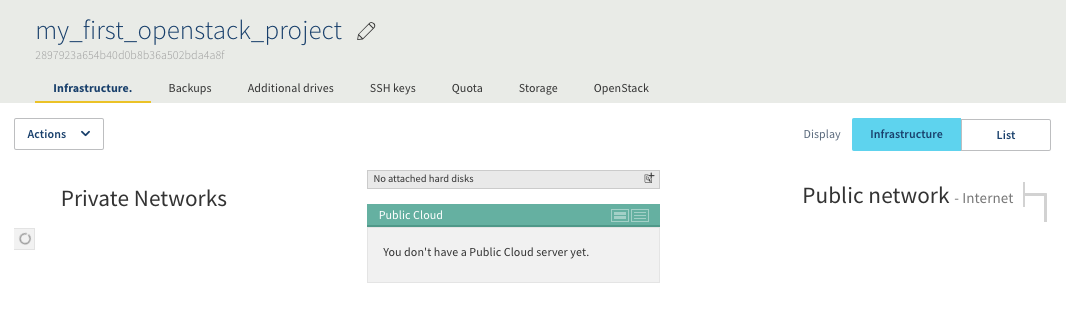 my_first_openstack_project
2897923a654b40d0b8b36a502bda4a8f
Infrastructure. Backups Additional drives SSH keys Quota Storage OpenStack
Actions Display Infrastructure List
No attached hard disks
Private Networks Public network - Internet
Public Cloud
You don't have a Public Cloud server yet.